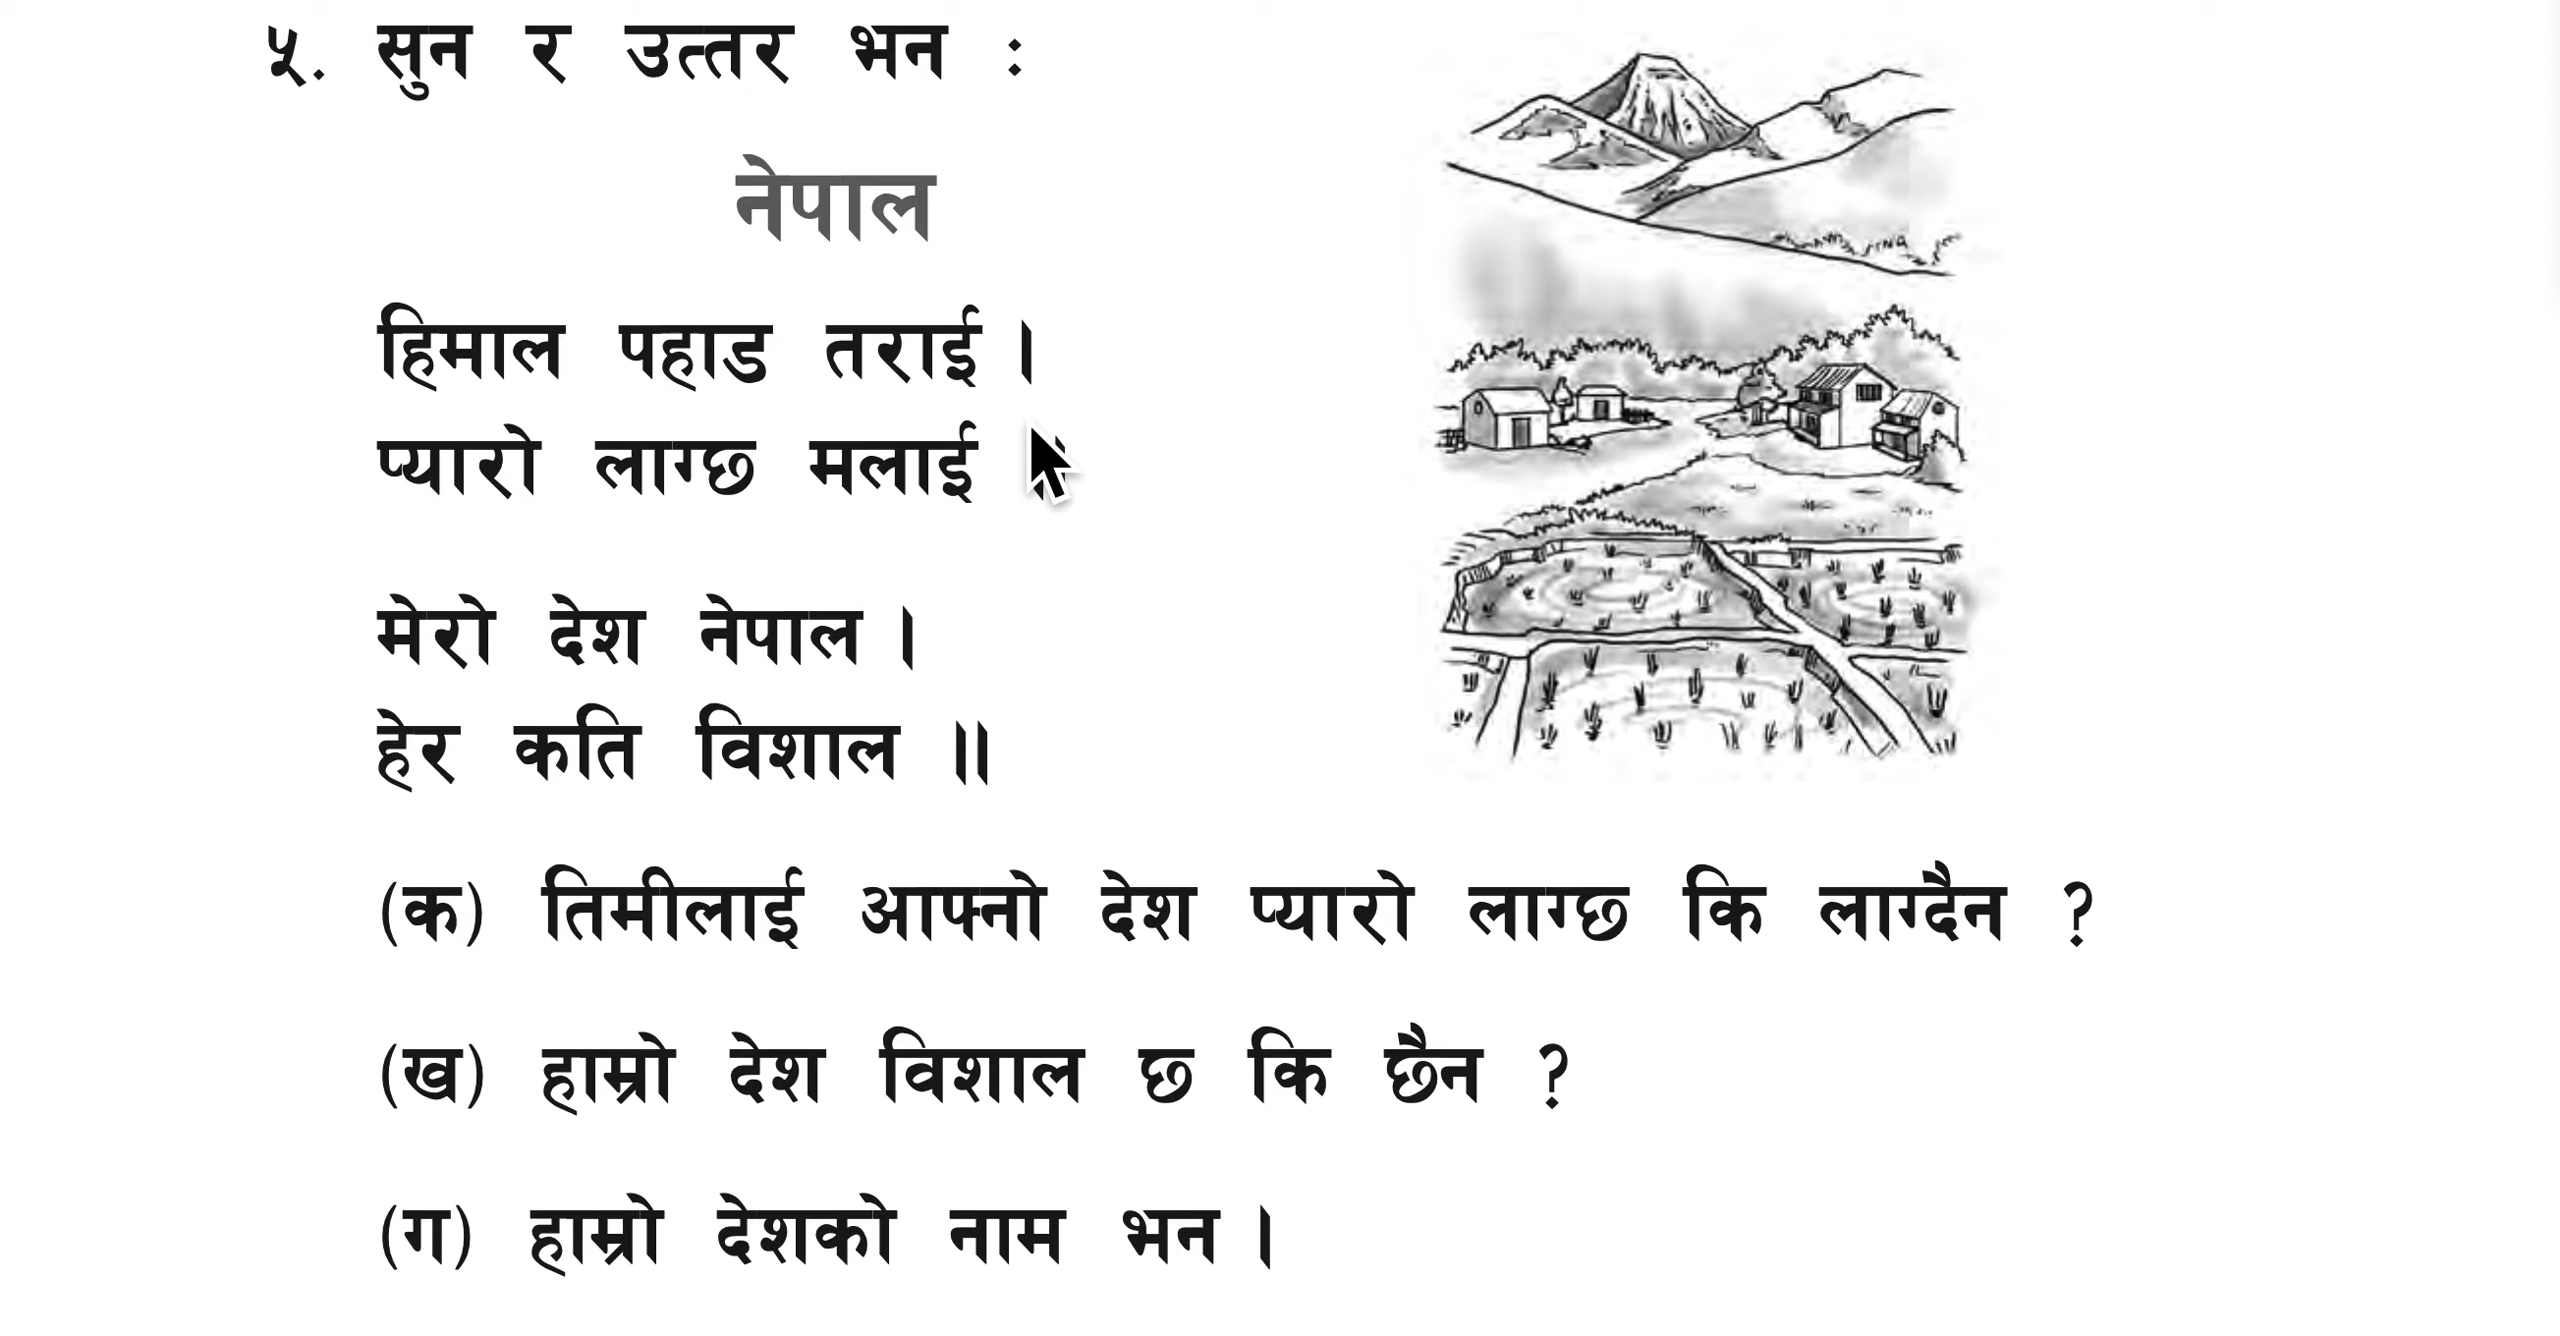 ५. सुन र उत्तर भन :
नेपाल
हिमाल पहाड तराई ।
प्यारो लाग्छ मलाई
मेरो देश नेपाल ।
हेर कति विशाल ॥
(क) तिमीलाई आफ्नो देश प्यारो लाग्छ कि लाग्दैन ?
(ख) हाम्रो देश विशाल छ कि छैन ?
(ग) हाम्रो देशको नाम भन ।